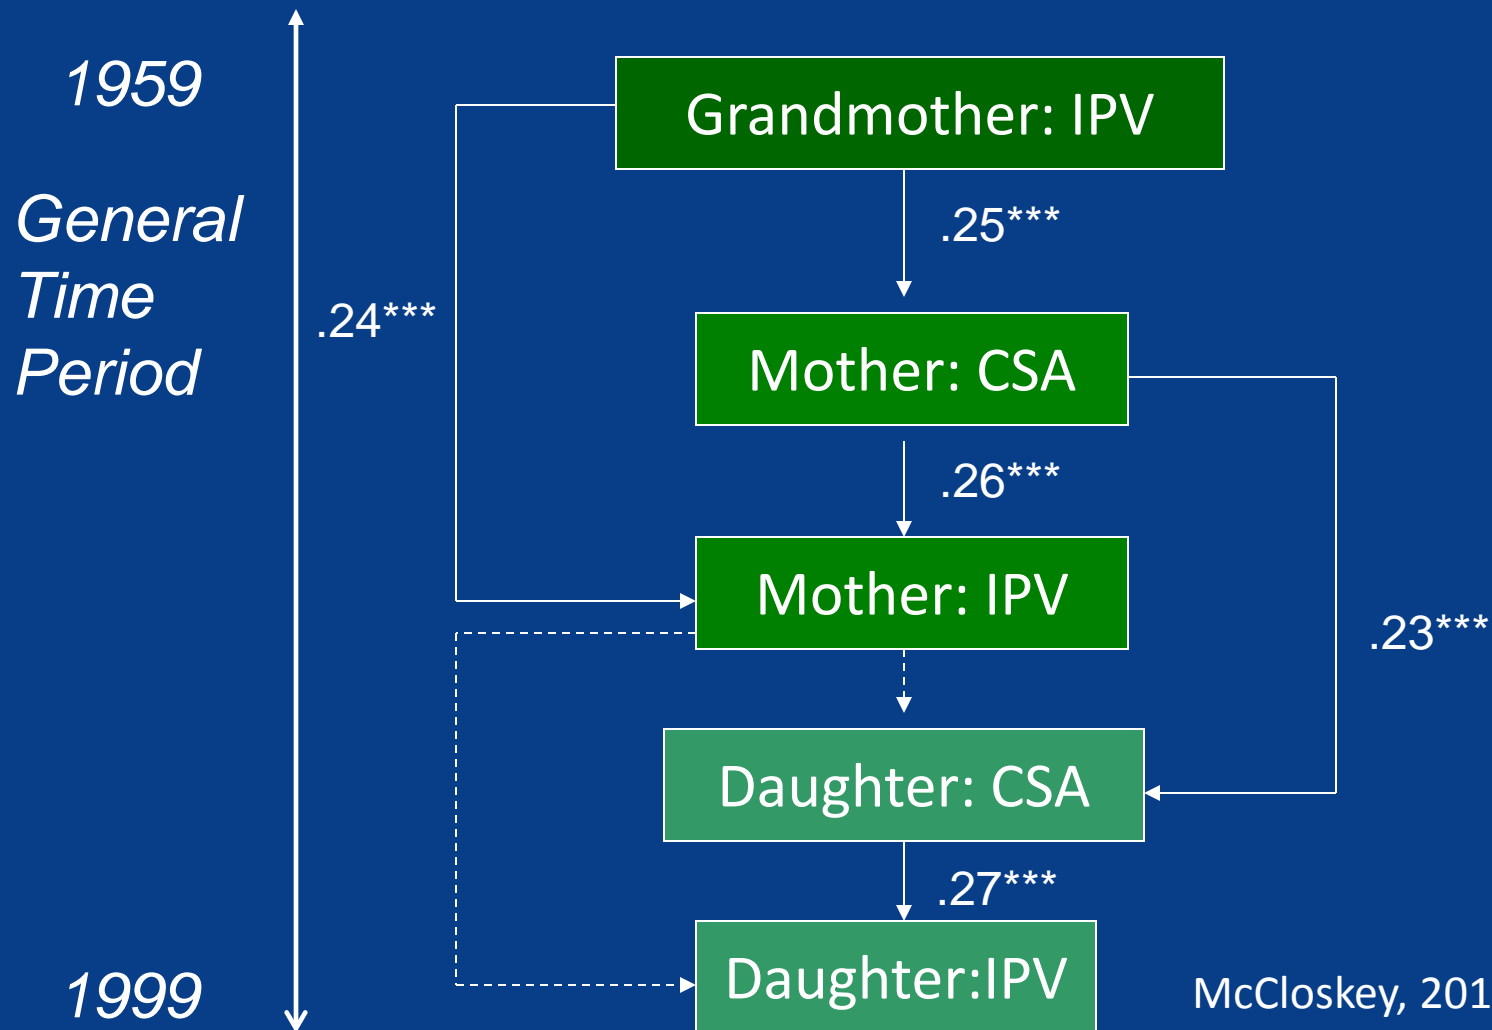 1959
General
Time
Period
1999
Grandmother: IPV
.25***
.24***
Mother: CSA
.26***
Mother: IPV
.23***
Daughter: CSA
.27***
Daughter:IPV
McCloskey, 201